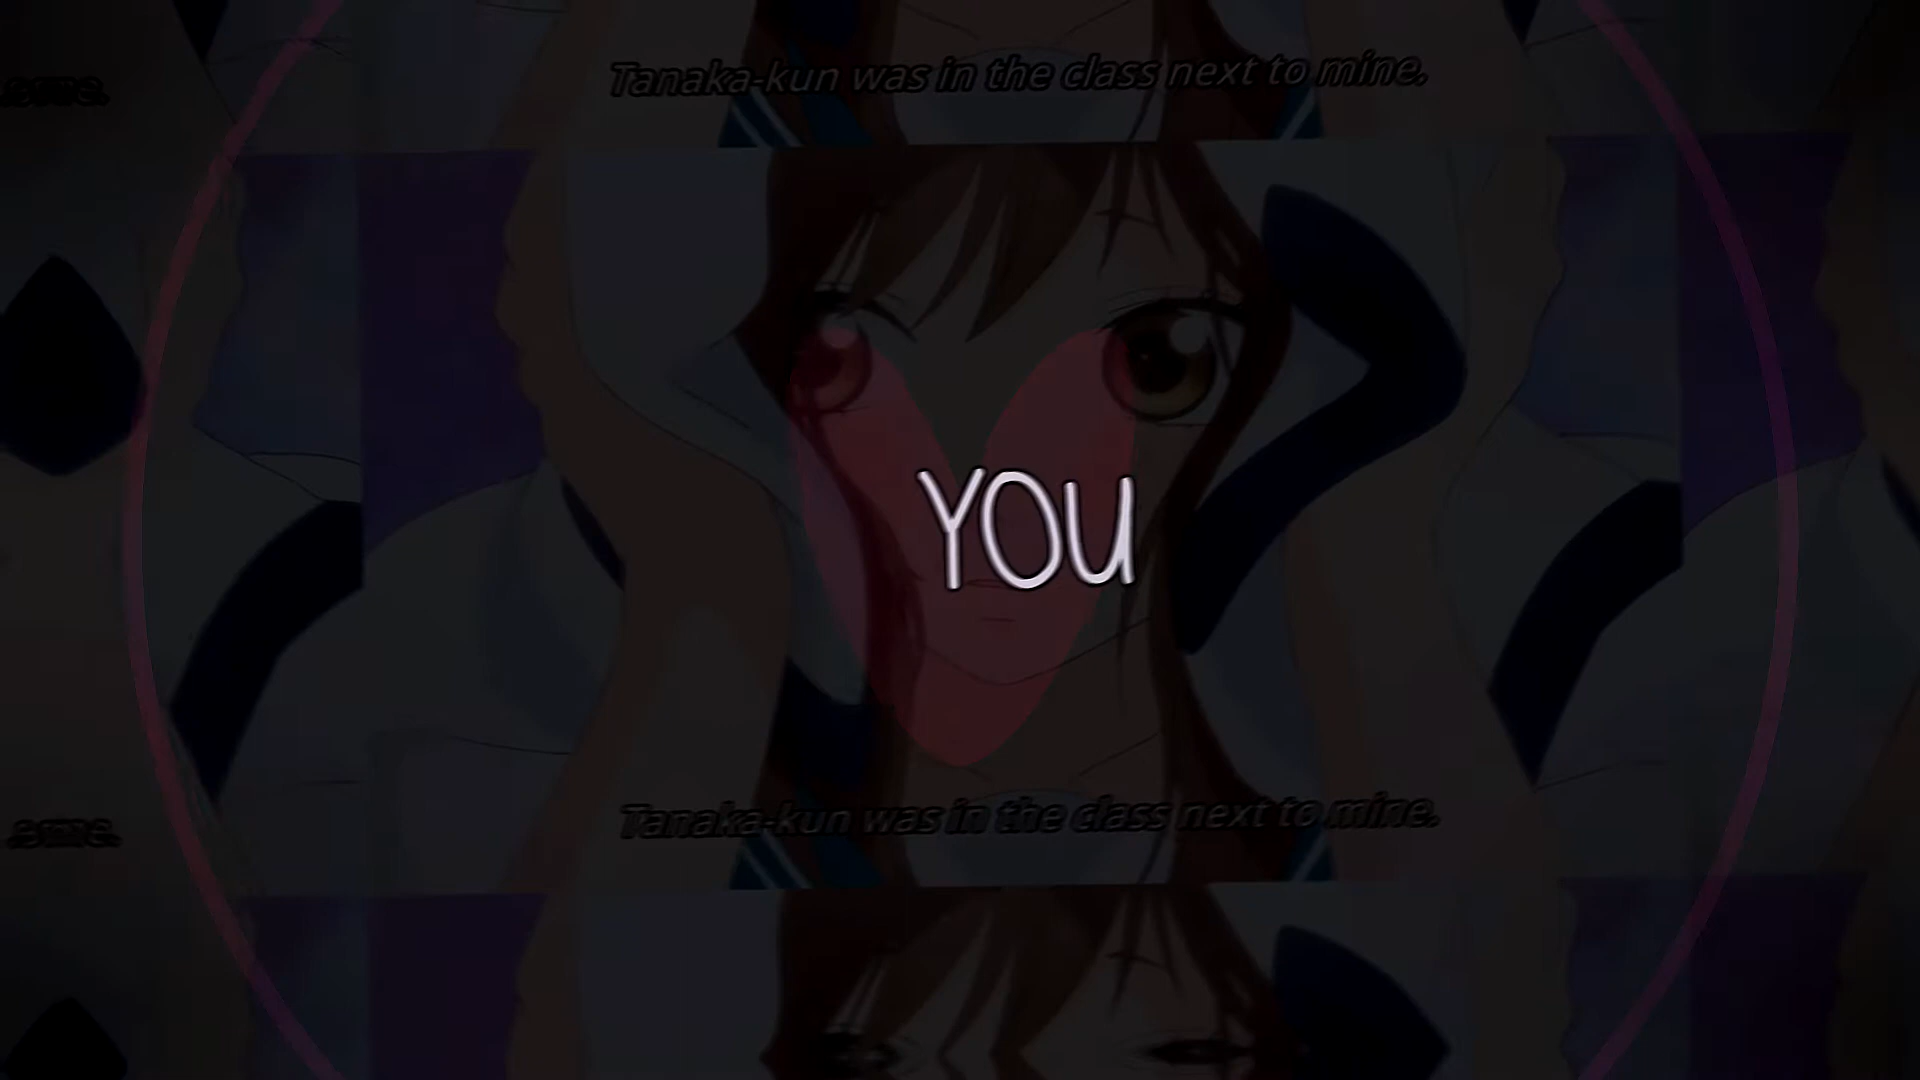 Tanaka-kun was in the class next to mine.
YOU
Tanaka-kun was in the class next to mine.